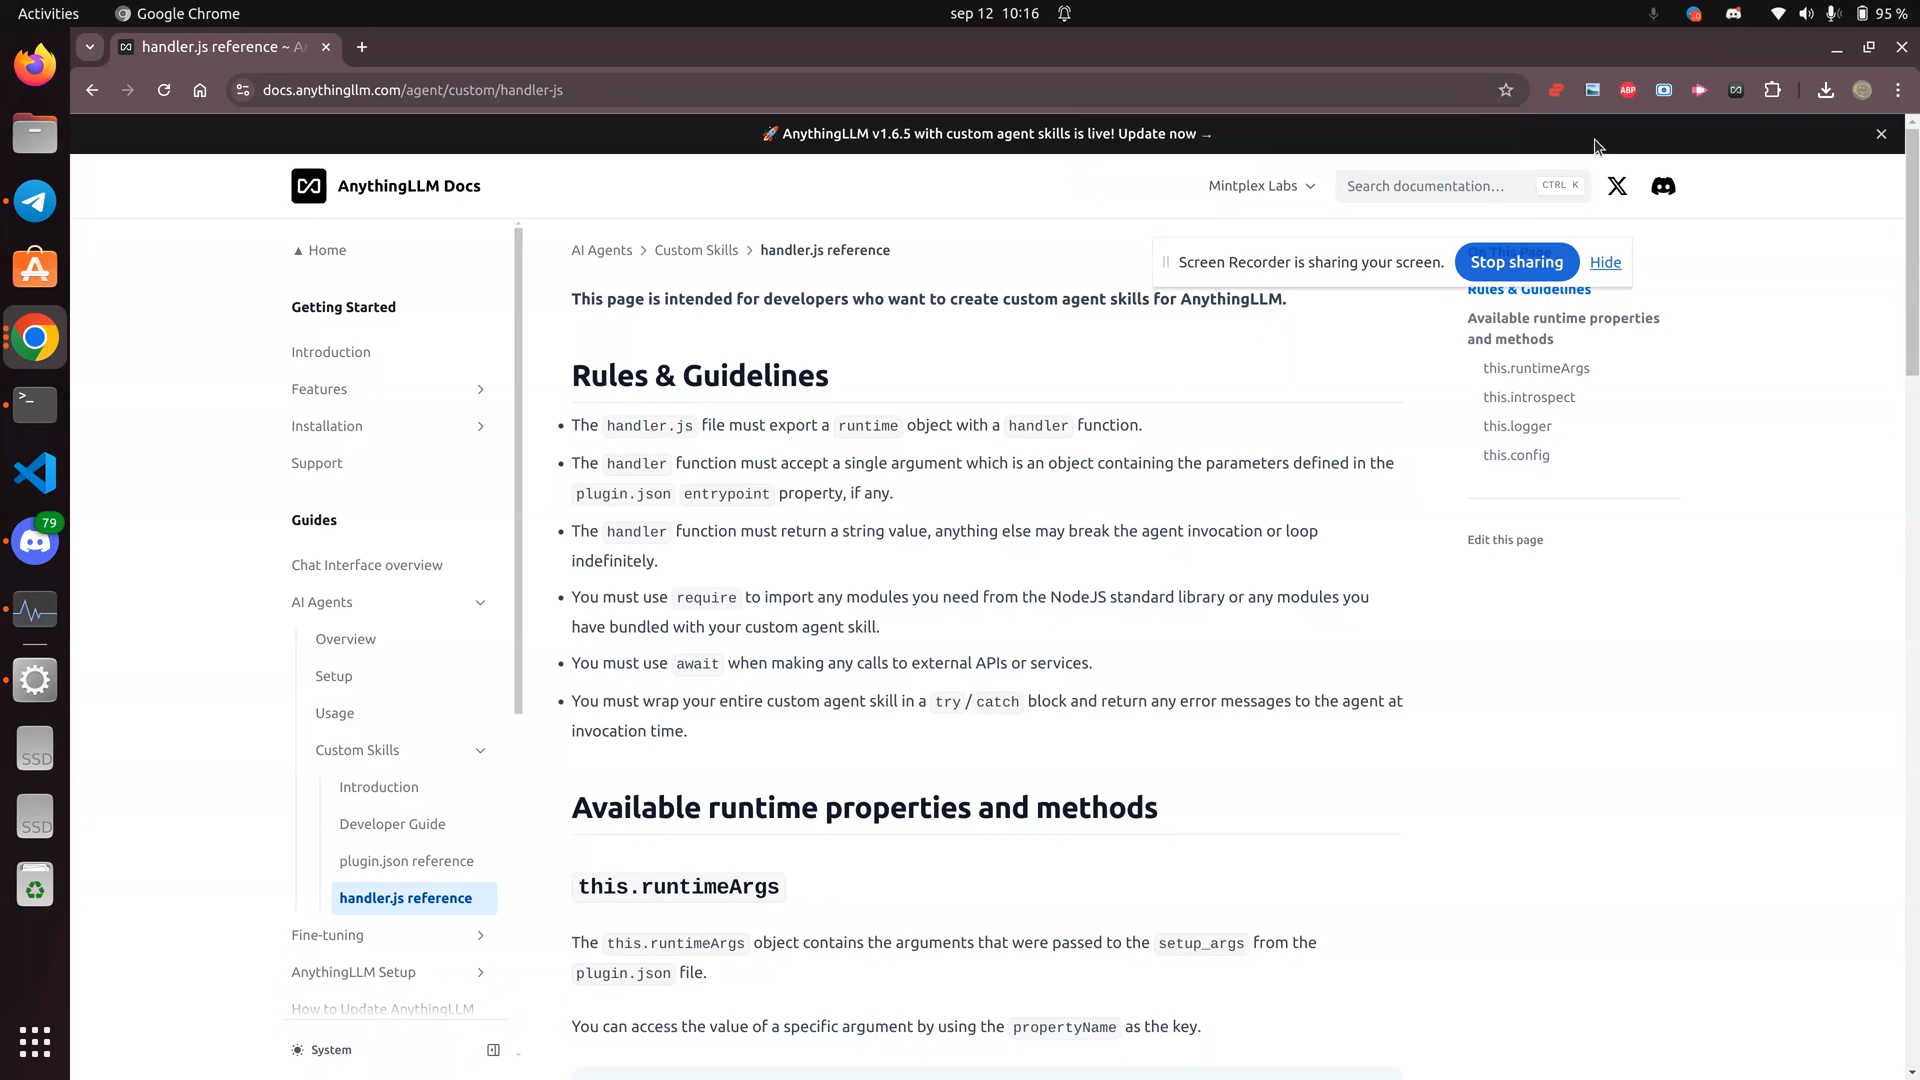 Activities
Google Chrome
sep 12 10:16
95 %
handler.js reference ~ A
docs.anythingllm.com/agent/custom/handler-js
ABP
🚀 AnythingLLM v1.6.5 with custom agent skills is live! Update now →
AnythingLLM Docs
Mintplex Labs
Search documentation…
CTRL K
▲ Home
Getting Started
Introduction
Features
Installation
Support
Guides
Chat Interface overview
AI Agents
Overview
Setup
Usage
Custom Skills
Introduction
Developer Guide
plugin.json reference
handler.js reference
Fine-tuning
AnythingLLM Setup
How to Update AnythingLLM
System
AI Agents > Custom Skills > handler.js reference
This page is intended for developers who want to create custom agent skills for AnythingLLM.
Rules & Guidelines
• The handler.js file must export a runtime object with a handler function.
• The handler function must accept a single argument which is an object containing the parameters defined in the
plugin.json entrypoint property, if any.
• The handler function must return a string value, anything else may break the agent invocation or loop
indefinitely.
• You must use require to import any modules you need from the NodeJS standard library or any modules you
have bundled with your custom agent skill.
• You must use await when making any calls to external APIs or services.
• You must wrap your entire custom agent skill in a try / catch block and return any error messages to the agent at
invocation time.
Available runtime properties and methods
this.runtimeArgs
The this.runtimeArgs object contains the arguments that were passed to the setup_args from the
plugin.json file.
You can access the value of a specific argument by using the propertyName as the key.
Screen Recorder is sharing your screen.
Stop sharing
Hide
Rules & Guidelines
Available runtime properties
and methods
this.runtimeArgs
this.introspect
this.logger
this.config
Edit this page
79
SSD
SSD